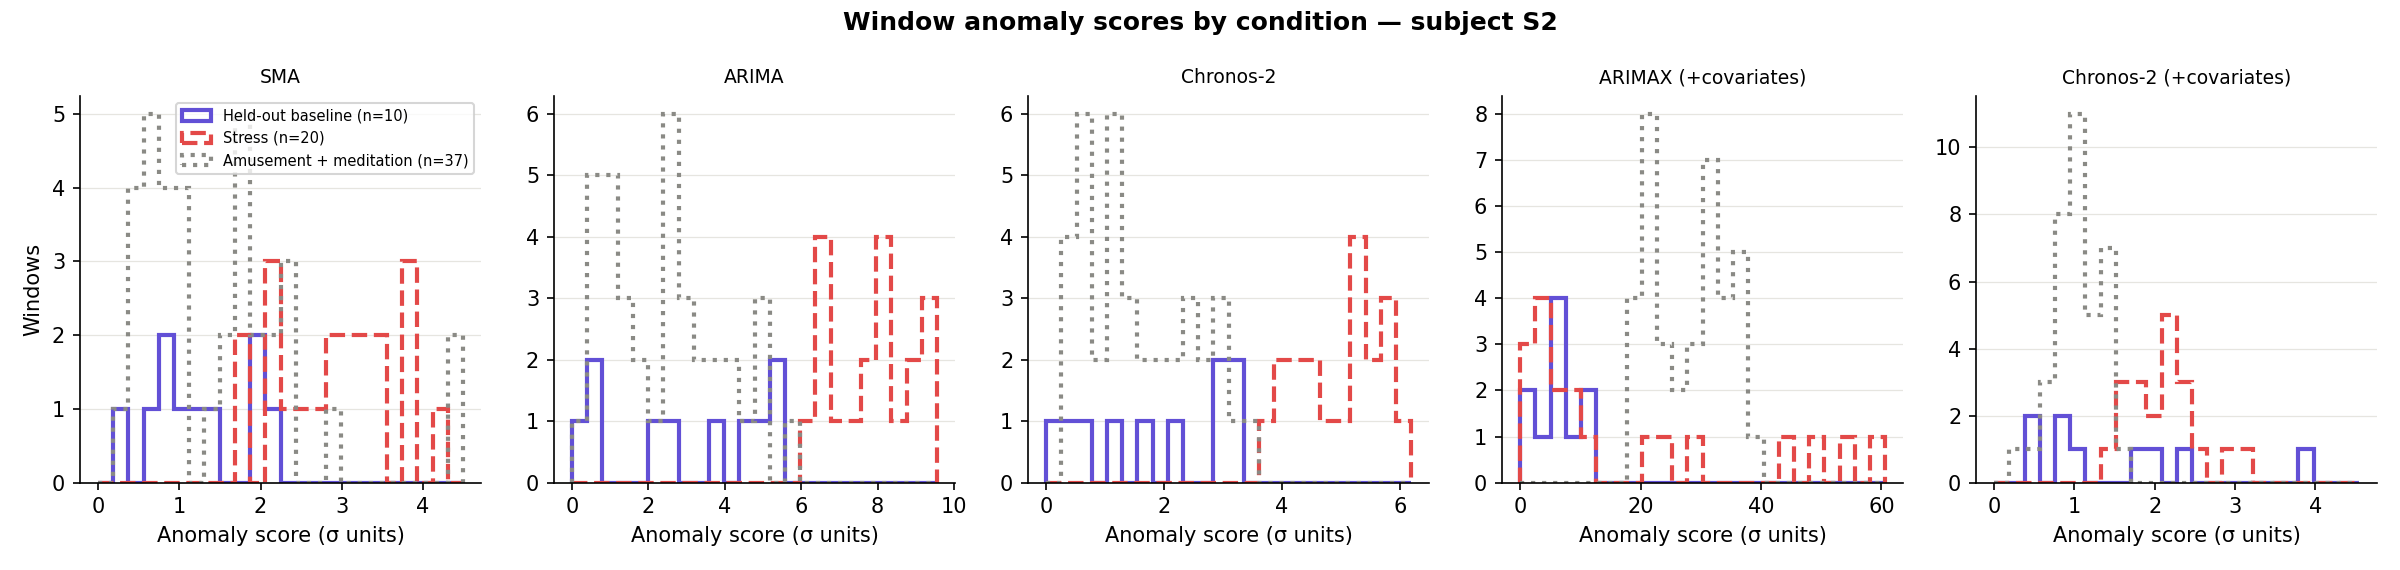 Window anomaly scores by condition — subject S2
SMA
Windows
5
4
3
2
1
0
Held-out baseline (n=10)
Stress (n=20)
Amusement + meditation (n=37)
0 1 2 3 4
Anomaly score (σ units)
ARIMA
6
5
4
3
2
1
0
0 2 4 6 8 10
Anomaly score (σ units)
Chronos-2
6
5
4
3
2
1
0
0 2 4 6
Anomaly score (σ units)
ARIMAX (+covariates)
8
7
6
5
4
3
2
1
0
0 20 40 60
Anomaly score (σ units)
Chronos-2 (+covariates)
10
8
6
4
2
0
0 1 2 3 4
Anomaly score (σ units)